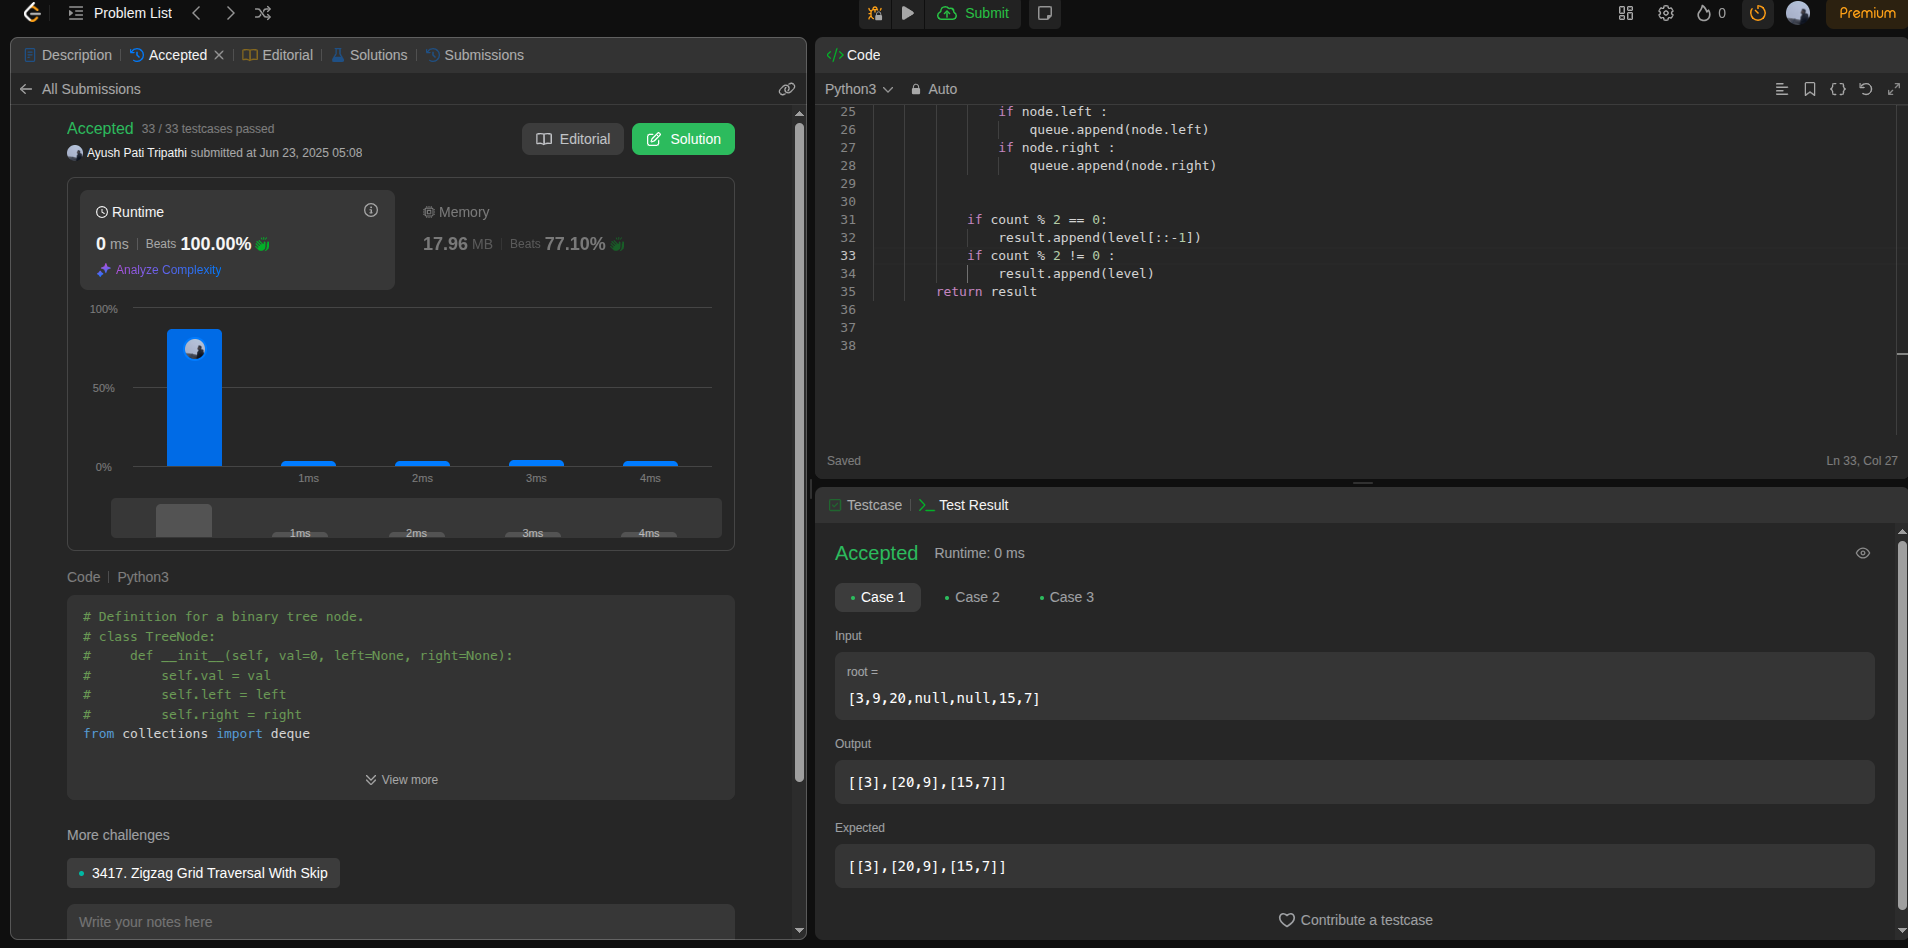 Problem List
Submit
0
Premium
Description
Accepted
Editorial
Solutions
Submissions
All Submissions
Accepted 33 / 33 testcases passed
Ayush Pati Tripathi submitted at Jun 23, 2025 05:08
Editorial
Solution
Runtime
0 ms Beats 100.00%
Analyze Complexity
Memory
17.96 MB Beats 77.10%
100%
50%
0%
1ms 2ms 3ms 4ms
1ms 2ms 3ms 4ms
Code Python3
# Definition for a binary tree node.
# class TreeNode:
#     def __init__(self, val=0, left=None, right=None):
#         self.val = val
#         self.left = left
#         self.right = right
from collections import deque
View more
More challenges
3417. Zigzag Grid Traversal With Skip
Write your notes here
Code
Python3 Auto
25                 if node.left :
26                     queue.append(node.left)
27                 if node.right :
28                     queue.append(node.right)
29
30
31             if count % 2 == 0:
32                 result.append(level[::-1])
33             if count % 2 != 0 :
34                 result.append(level)
35         return result
36
37
38
Saved
Ln 33, Col 27
Testcase
Test Result
Accepted Runtime: 0 ms
Case 1 Case 2 Case 3
Input
root =
[3,9,20,null,null,15,7]
Output
[[3],[20,9],[15,7]]
Expected
[[3],[20,9],[15,7]]
Contribute a testcase